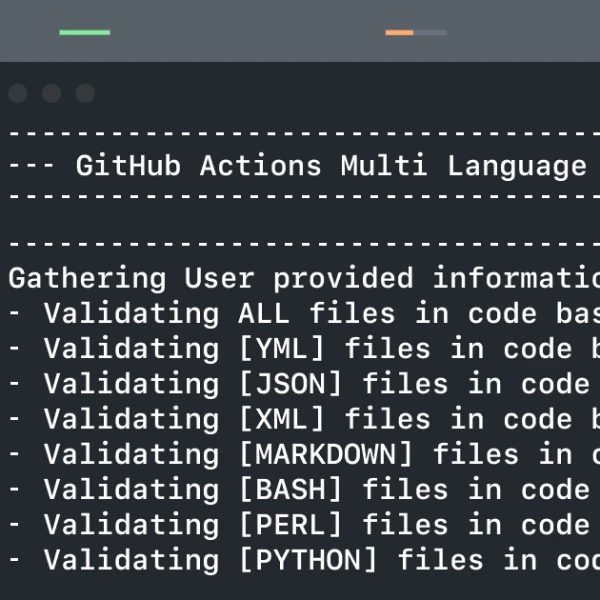 ----------------------------------
--- GitHub Actions Multi Language
----------------------------------
----------------------------------
Gathering User provided informatio
- Validating ALL files in code bas
- Validating [YML] files in code b
- Validating [JSON] files in code
- Validating [XML] files in code b
- Validating [MARKDOWN] files in c
- Validating [BASH] files in code
- Validating [PERL] files in code
- Validating [PYTHON] files in cod